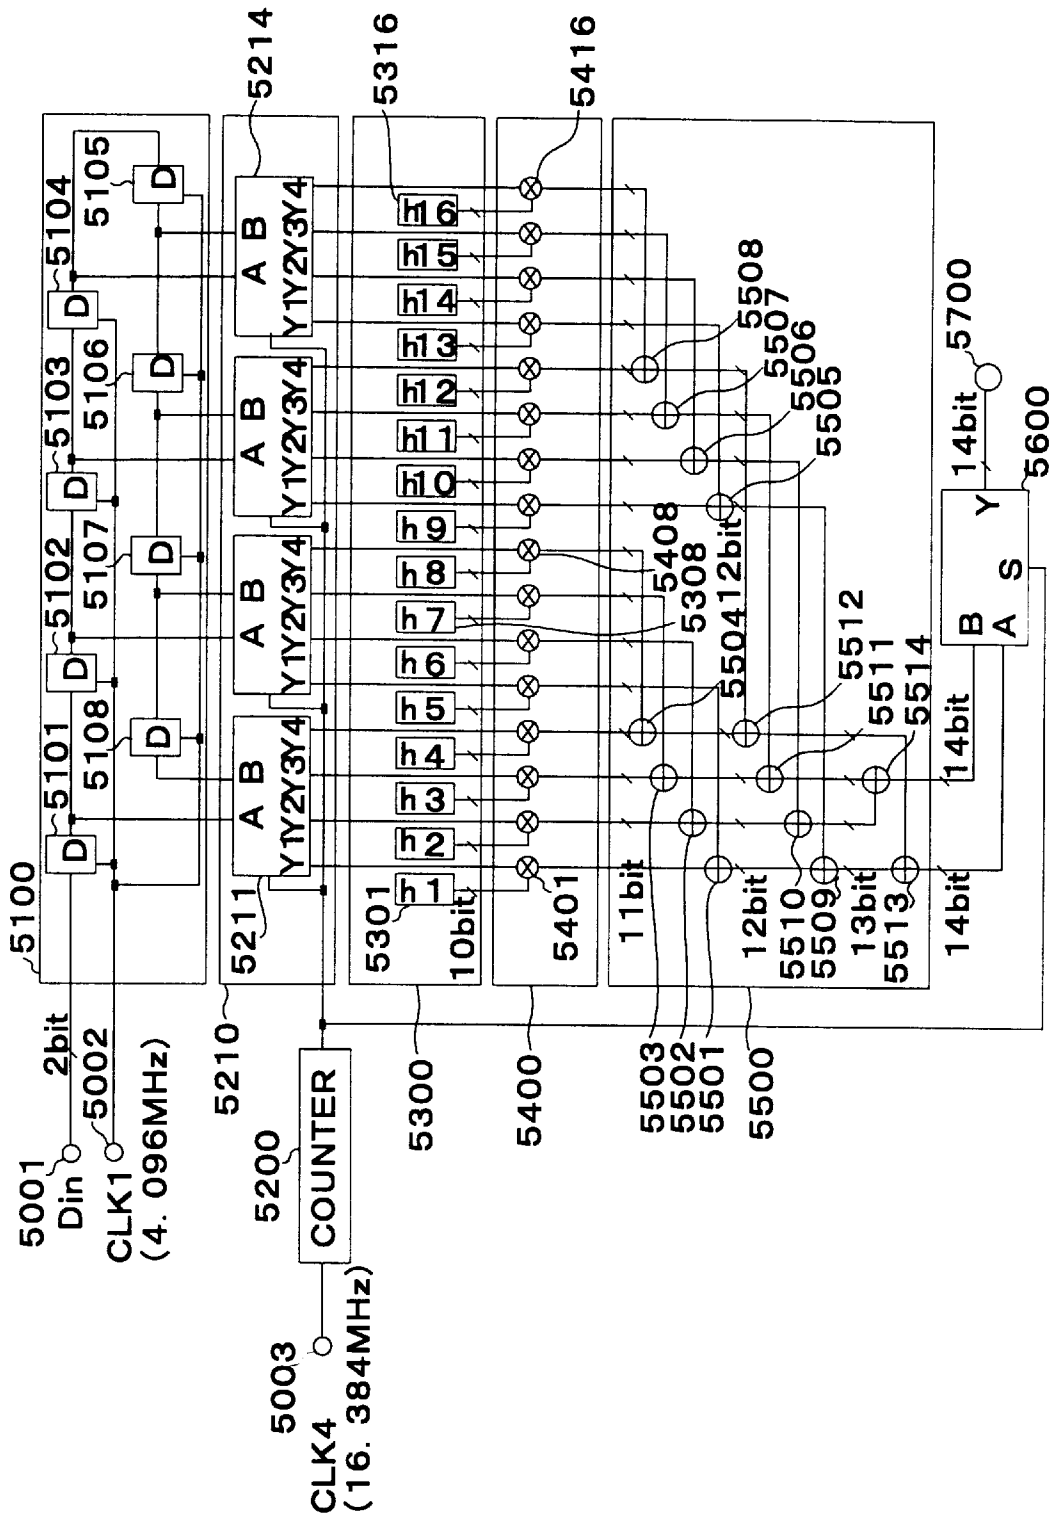 5001
Din
2bit
5002
CLK1
(4. 096MHz)
5100
5101
D
5102
D
5103
D
5104
D
5105
D
5106
D
5107
D
5108
D
5003
CLK4
(16. 384MHz)
5200
COUNTER
5210
5211
A B
Y1Y2Y3Y4
A B
Y1Y2Y3Y4
A B
Y1Y2Y3Y4
5214
A B
Y1Y2Y3Y4
5300
5301
10bit
h1
h2
h3
h4
h5
h6
h7
h8
h9
h10
h11
h12
h13
h14
h15
h16
5308
5316
5400
5401
5408
5416
5500
11bit
5503
5502
5501
5504
12bit
5508
5507
5506
5505
12bit
5510
5509
5512
5511
5514
13bit
5513
14bit
14bit
B
A
S
Y
5600
14bit
5700